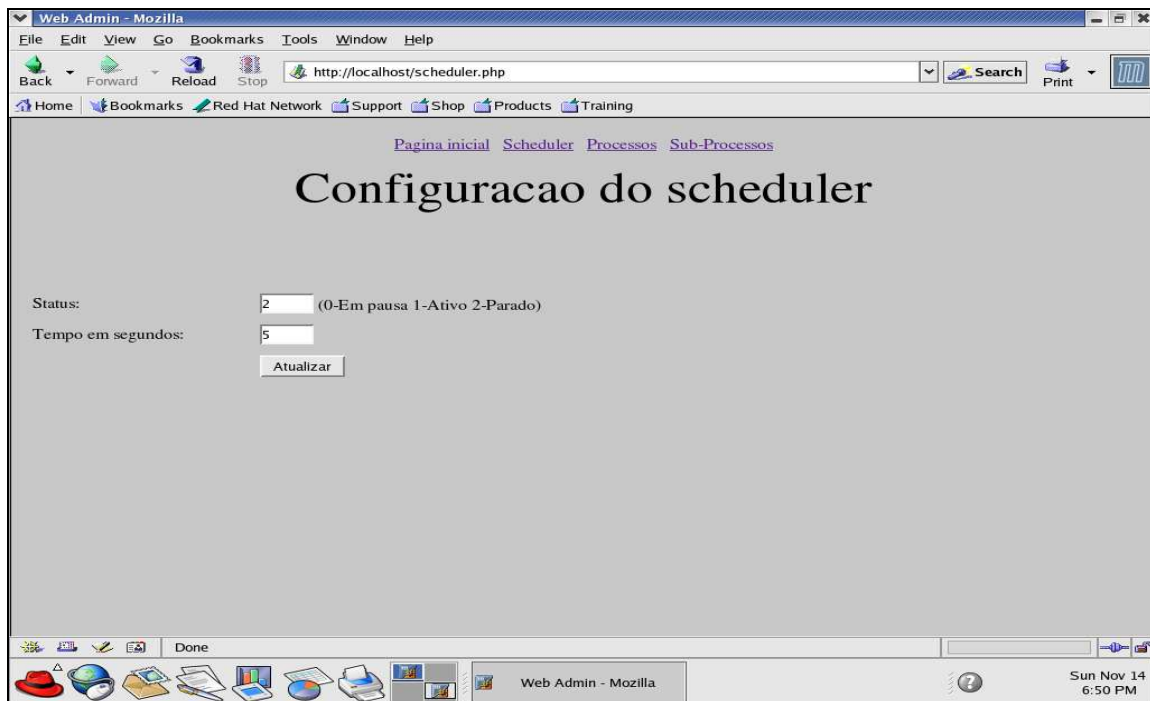 Web Admin - Mozilla
File Edit View Go Bookmarks Tools Window Help
Back Forward Reload Stop http://localhost/scheduler.php Search Print
Home Bookmarks Red Hat Network Support Shop Products Training
Pagina inicial Scheduler Processos Sub-Processos
Configuracao do scheduler
Status: 2 (0-Em pausa 1-Ativo 2-Parado)
Tempo em segundos: 5
Atualizar
Done
Web Admin - Mozilla Sun Nov 14
6:50 PM